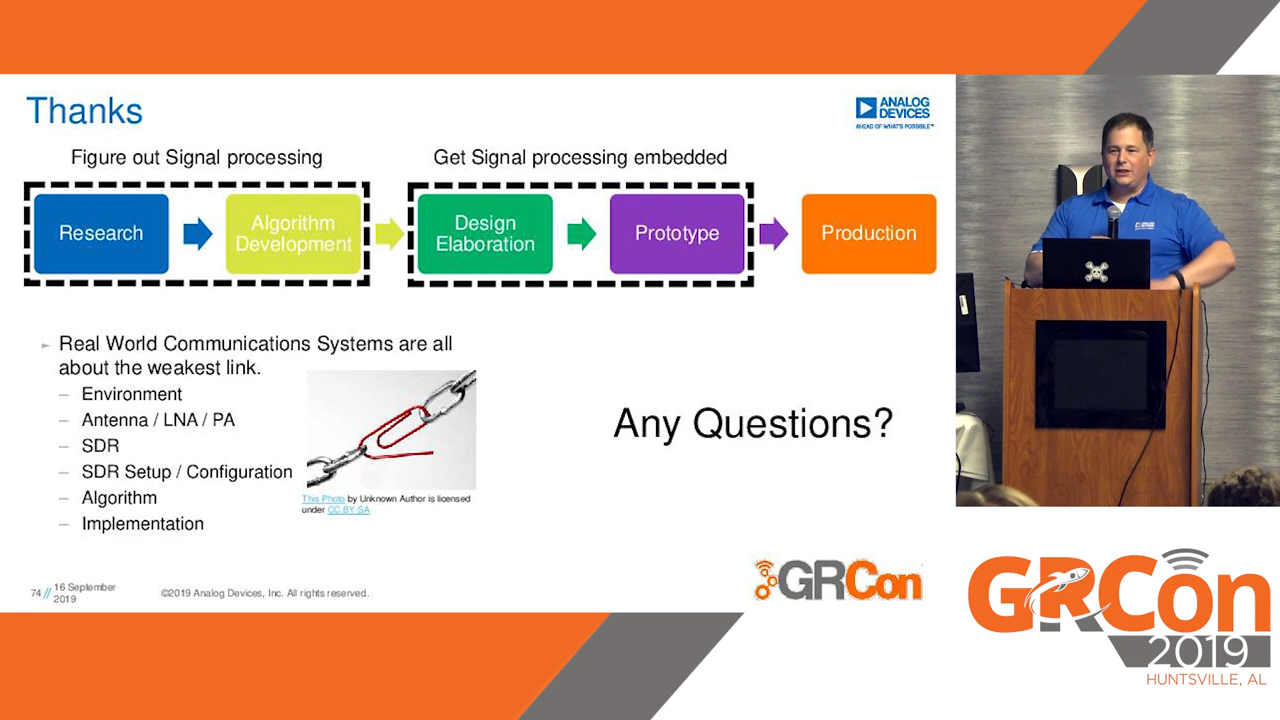 Thanks
ANALOG
DEVICES
AHEAD OF WHAT'S POSSIBLE™
Figure out Signal processing
Get Signal processing embedded
Research
Algorithm
Development
Design
Elaboration
Prototype
Production
► Real World Communications Systems are all
about the weakest link.
– Environment
– Antenna / LNA / PA
– SDR
– SDR Setup / Configuration
– Algorithm
– Implementation
This Photo by Unknown Author is licensed
under CC BY-SA
Any Questions?
74 // 16 September
2019
©2019 Analog Devices, Inc. All rights reserved.
GRCon
GRCon
2019
HUNTSVILLE, AL